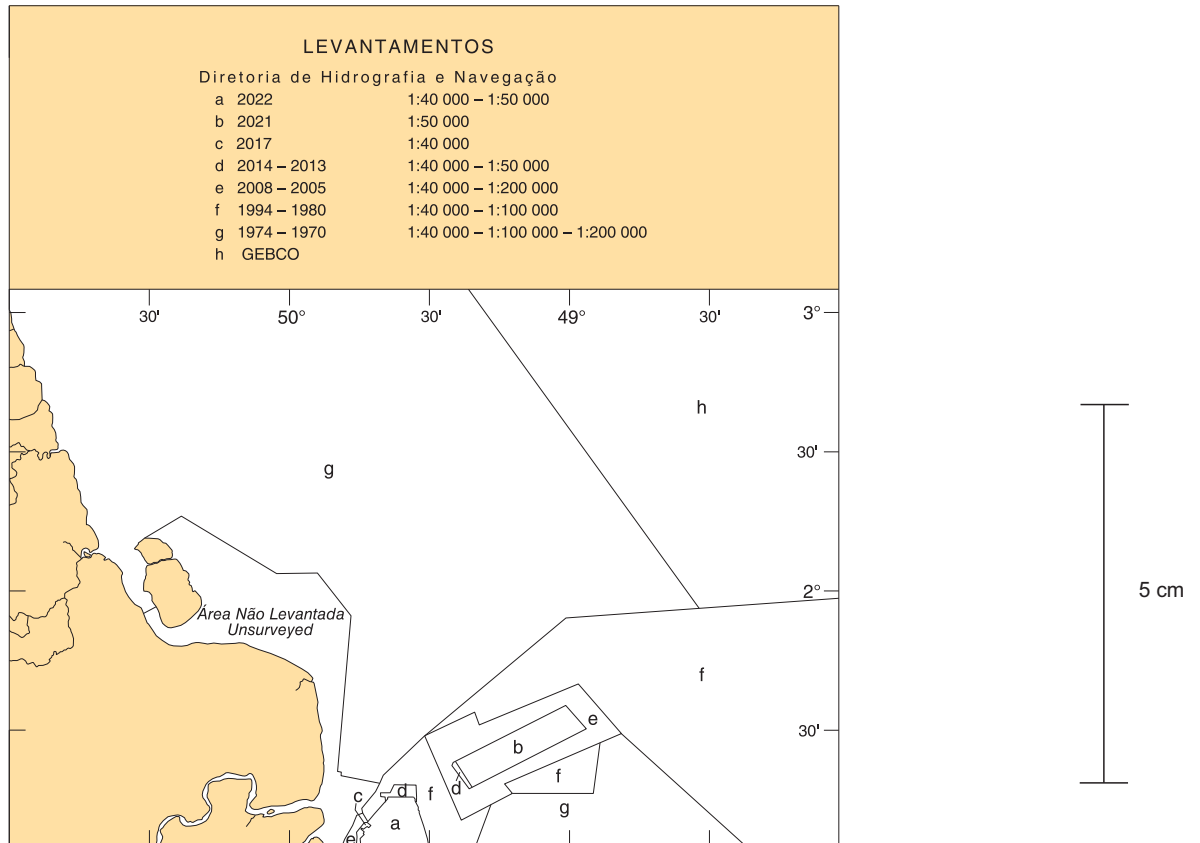 LEVANTAMENTOS
Diretoria de Hidrografia e Navegação
a 2022 1:40 000 – 1:50 000
b 2021 1:50 000
c 2017 1:40 000
d 2014 – 2013 1:40 000 – 1:50 000
e 2008 – 2005 1:40 000 – 1:200 000
f 1994 – 1980 1:40 000 – 1:100 000
g 1974 – 1970 1:40 000 – 1:100 000 – 1:200 000
h GEBCO
30' 50° 30' 49° 30' 3°
h
30'
g
2°
5 cm
Área Não Levantada
Unsurveyed
f
e
30'
b
f
d
d
f
c
g
a
e